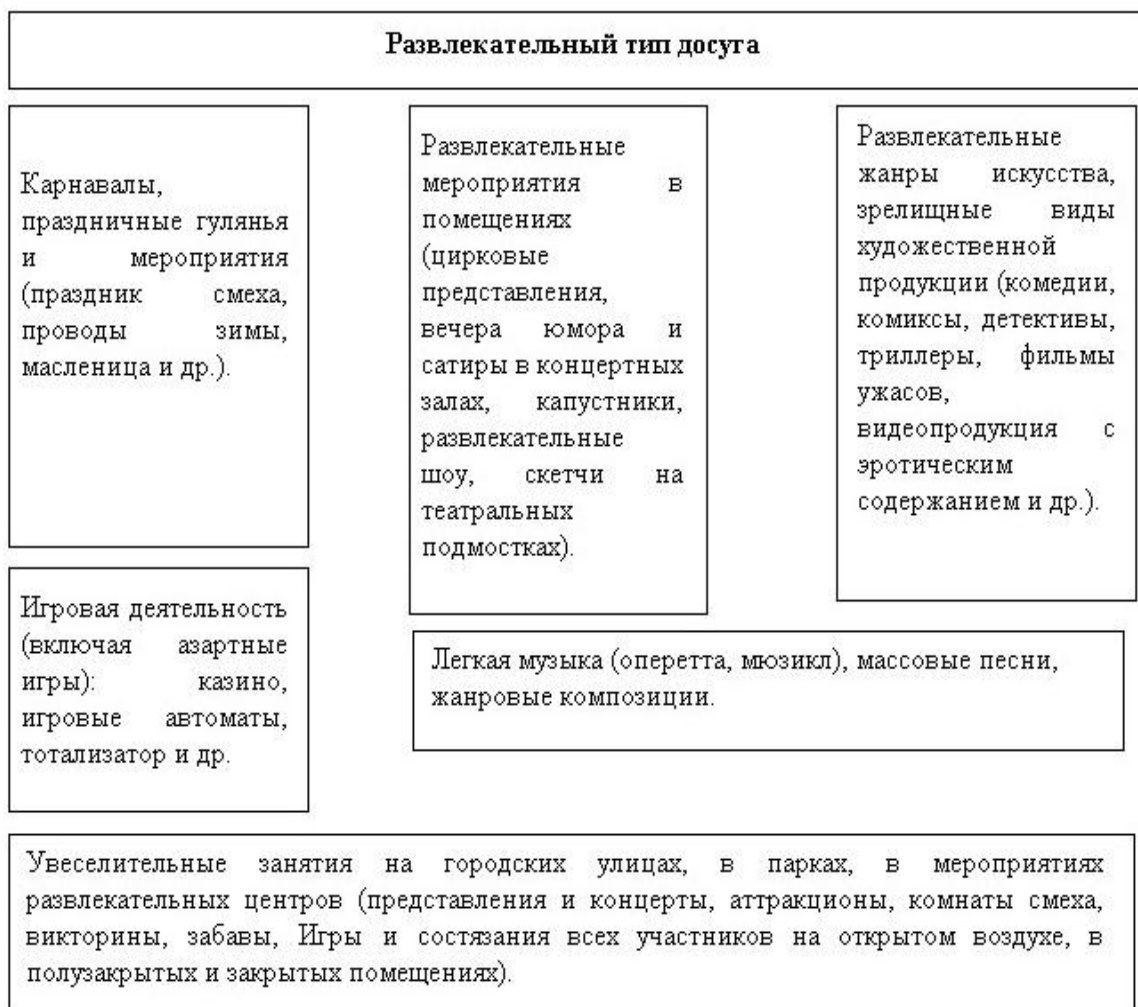 Развлекательный тип досуга
Карнавалы,
праздничные гулянья
и мероприятия
(праздник смеха,
проводы зимы,
масленица и др.).
Развлекательные
мероприятия в
помещениях
(цирковые
представления,
вечера юмора и
сатиры в концертных
залах, капустники,
развлекательные
шоу, скетчи на
театральных
подмостках).
Развлекательные
жанры искусства,
зрелищные виды
художественной
продукции (комедии,
комиксы, детективы,
триллеры, фильмы
ужасов,
видеопродукция с
эротическим
содержанием и др.).
Игровая деятельность
(включая азартные
игры): казино,
игровые автоматы,
тотализатор и др.
Легкая музыка (оперетта, мюзикл), массовые песни,
жанровые композиции.
Увеселительные занятия на городских улицах, в парках, в мероприятиях
развлекательных центров (представления и концерты, аттракционы, комнаты смеха,
викторины, забавы, Игры и состязания всех участников на открытом воздухе, в
полузакрытых и закрытых помещениях).